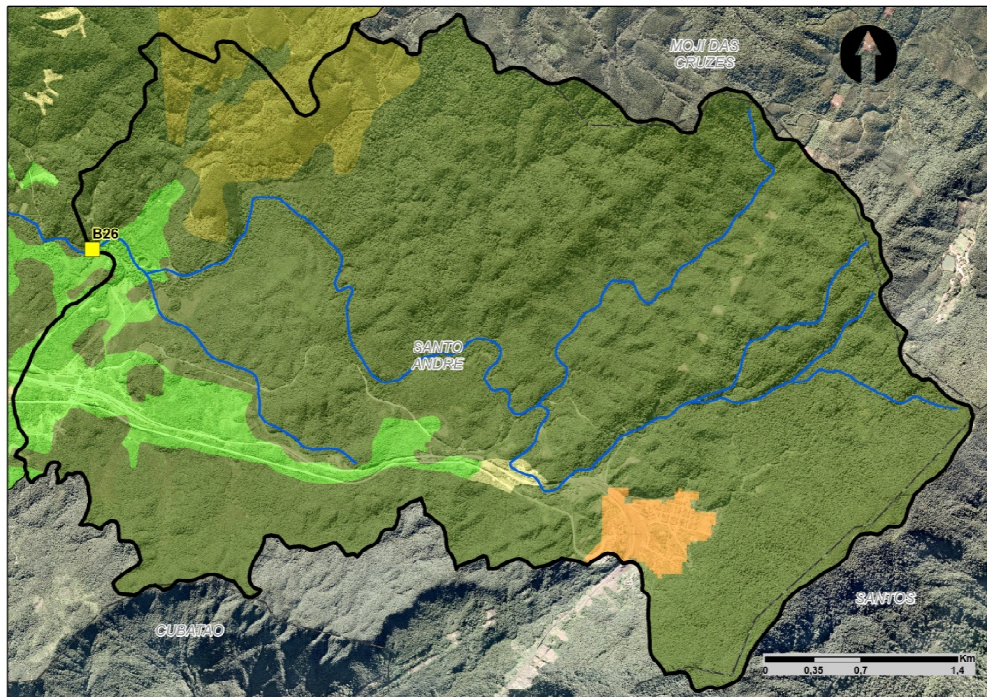 MOJI DAS
CRUZES
B26
SANTO
ANDRE
SANTOS
CUBATAO
Km
0 0.35 0.7 1.4